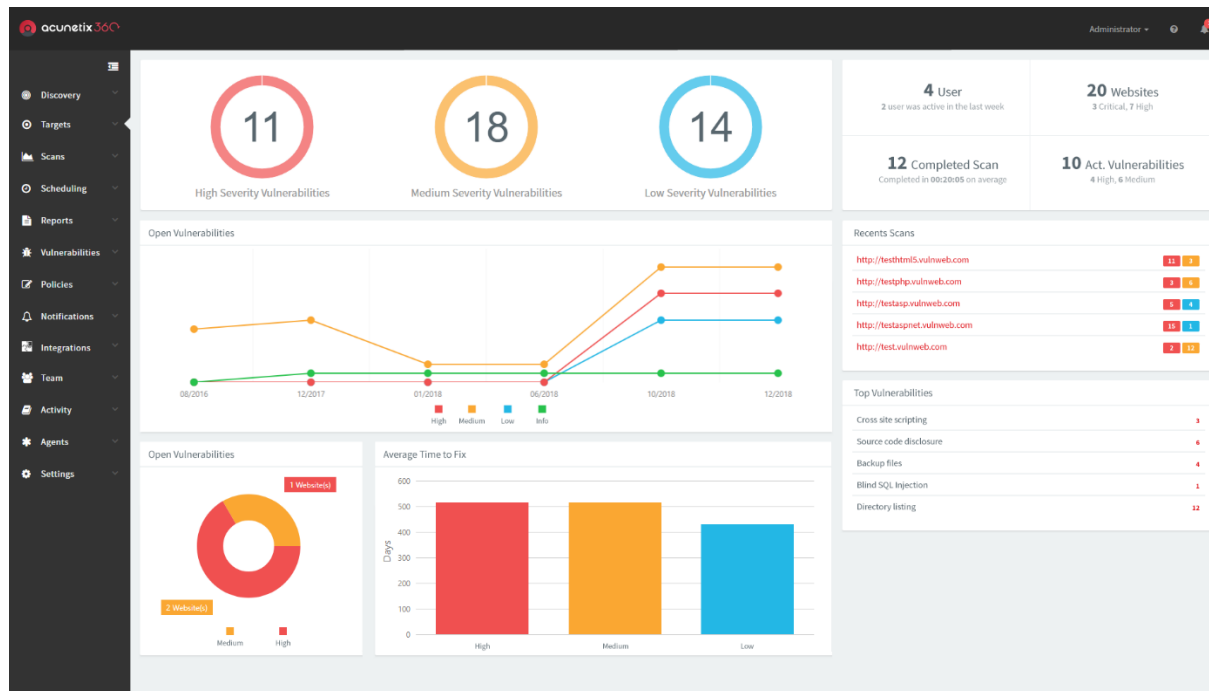 acunetix 360
Administrator
Discovery
Targets
Scans
Scheduling
Reports
Vulnerabilities
Policies
Notifications
Integrations
Team
Activity
Agents
Settings
11
High Severity Vulnerabilities
18
Medium Severity Vulnerabilities
14
Low Severity Vulnerabilities
4 User
2 user was active in the last week
20 Websites
3 Critical, 7 High
12 Completed Scan
Completed in 00:20:05 on average
10 Act. Vulnerabilities
4 High, 6 Medium
Open Vulnerabilities
08/2016 12/2017 01/2018 06/2018 10/2018 12/2018
High Medium Low Info
Recents Scans
http://testhtml5.vulnweb.com 11 3
http://testphp.vulnweb.com 3 6
http://testasp.vulnweb.com 5 4
http://testaspnet.vulnweb.com 15 1
http://test.vulnweb.com 2 12
Top Vulnerabilities
Cross site scripting 3
Source code disclosure 6
Backup files 4
Blind SQL Injection 1
Directory listing 12
Open Vulnerabilities
1 Website(s)
2 Website(s)
Medium High
Average Time to Fix
Days
600
500
400
300
200
100
0
High Medium Low